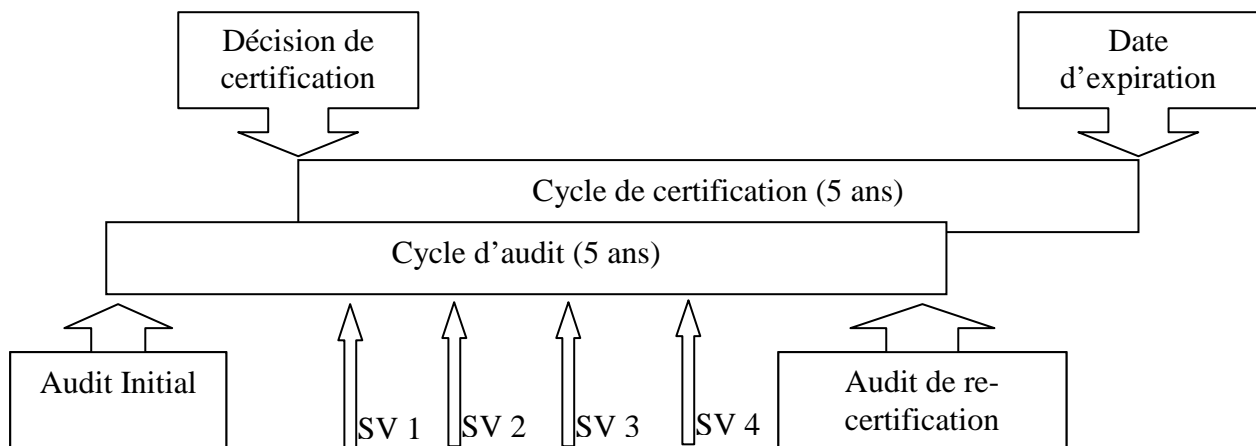 Décision de
certification
Date
d’expiration
Cycle de certification (5 ans)
Cycle d’audit (5 ans)
Audit Initial
SV 1
SV 2
SV 3
SV 4
Audit de re-
certification